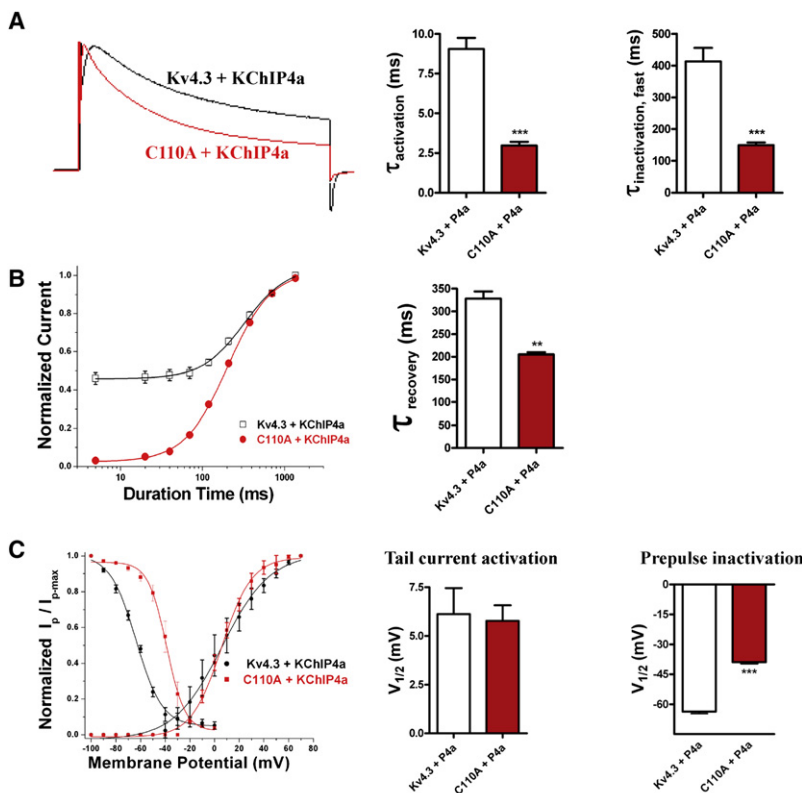 A
Kv4.3 + KChIP4a
C110A + KChIP4a
τactivation (ms)
10.0
7.5
5.0
2.5
0.0
***
Kv4.3 + P4a
C110A + P4a
τinactivation, fast (ms)
500
400
300
200
100
0
***
Kv4.3 + P4a
C110A + P4a
B
Normalized Current
1.0
0.8
0.6
0.4
0.2
0.0
Kv4.3 + KChIP4a
C110A + KChIP4a
10 100 1000
Duration Time (ms)
τ recovery (ms)
350
300
250
200
150
100
50
0
**
Kv4.3 + P4a
C110A + P4a
C
Normalized Ip / Ip-max
1.0
0.8
0.6
0.4
0.2
0.0
Kv4.3 + KChIP4a
C110A + KChIP4a
-100 -80 -60 -40 -20 0 20 40 60 80
Membrane Potential (mV)
Tail current activation
V1/2 (mV)
7.5
5.0
2.5
0.0
Kv4.3 + P4a
C110A + P4a
Prepulse inactivation
V1/2 (mV)
0
-15
-30
-45
-60
***
Kv4.3 + P4a
C110A + P4a